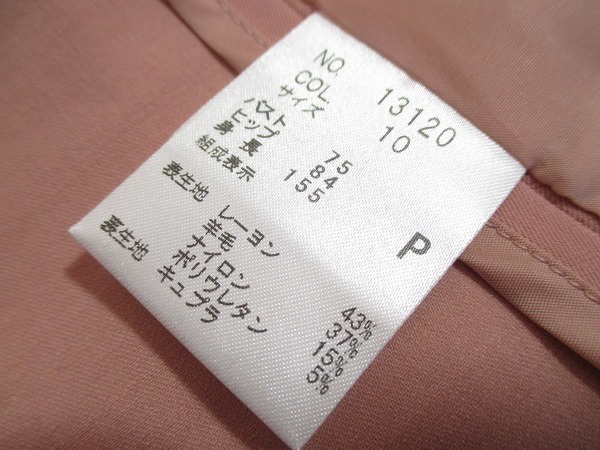 NO. 13120
COL. 10
サイズ
バスト 75
ヒップ 84
身長 155
組成表示
P
表生地 レーヨン 43%
羊毛 37%
ナイロン 15%
ポリウレタン 5%
裏生地 キュプラ